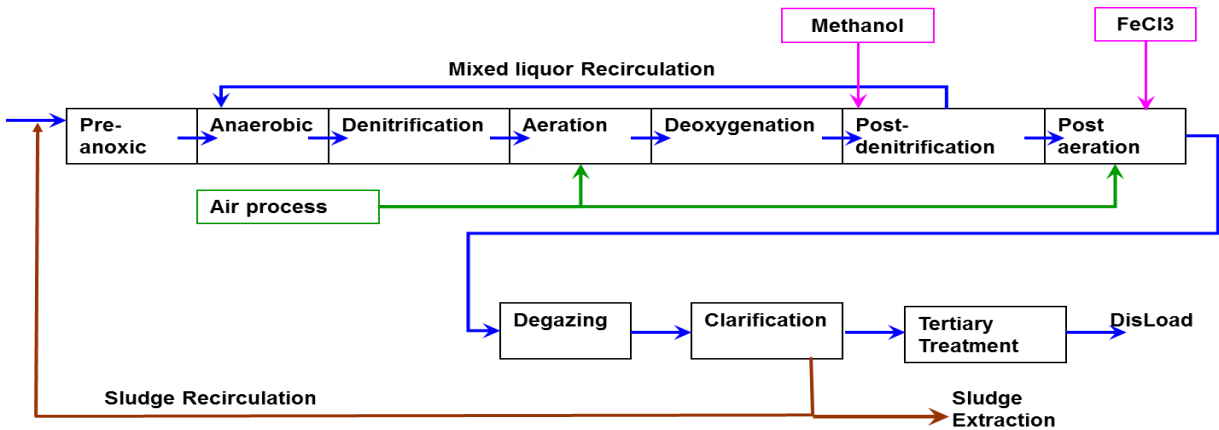 Methanol
FeCl3
Mixed liquor Recirculation
Pre-
anoxic
Anaerobic
Denitrification
Aeration
Deoxygenation
Post-
denitrification
Post
aeration
Air process
Degazing
Clarification
Tertiary
Treatment
DisLoad
Sludge Recirculation
Sludge
Extraction